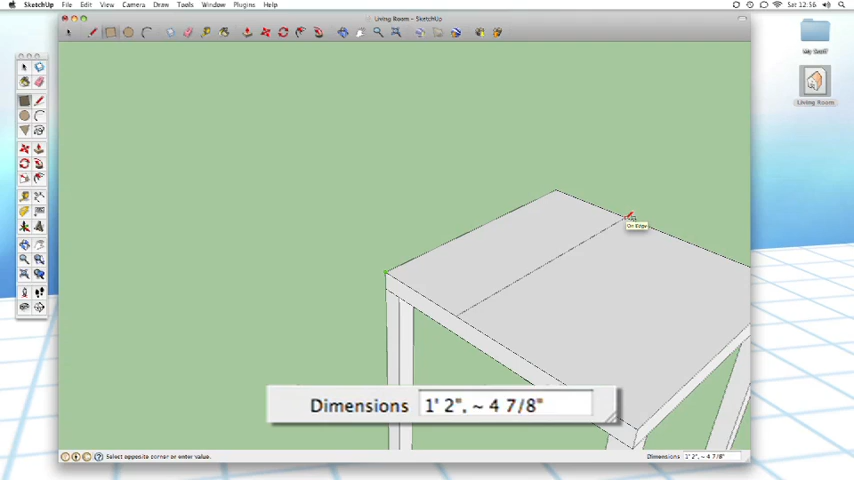 SketchUp File Edit View Camera Draw Tools Window Plugins Help
Sat 12:56
Living Room - SketchUp
My Stuff
Living Room
On Edge
Dimensions 1' 2", ~ 4 7/8"
Select opposite corner or enter value.
Dimensions 1' 2", ~ 4 7/8"